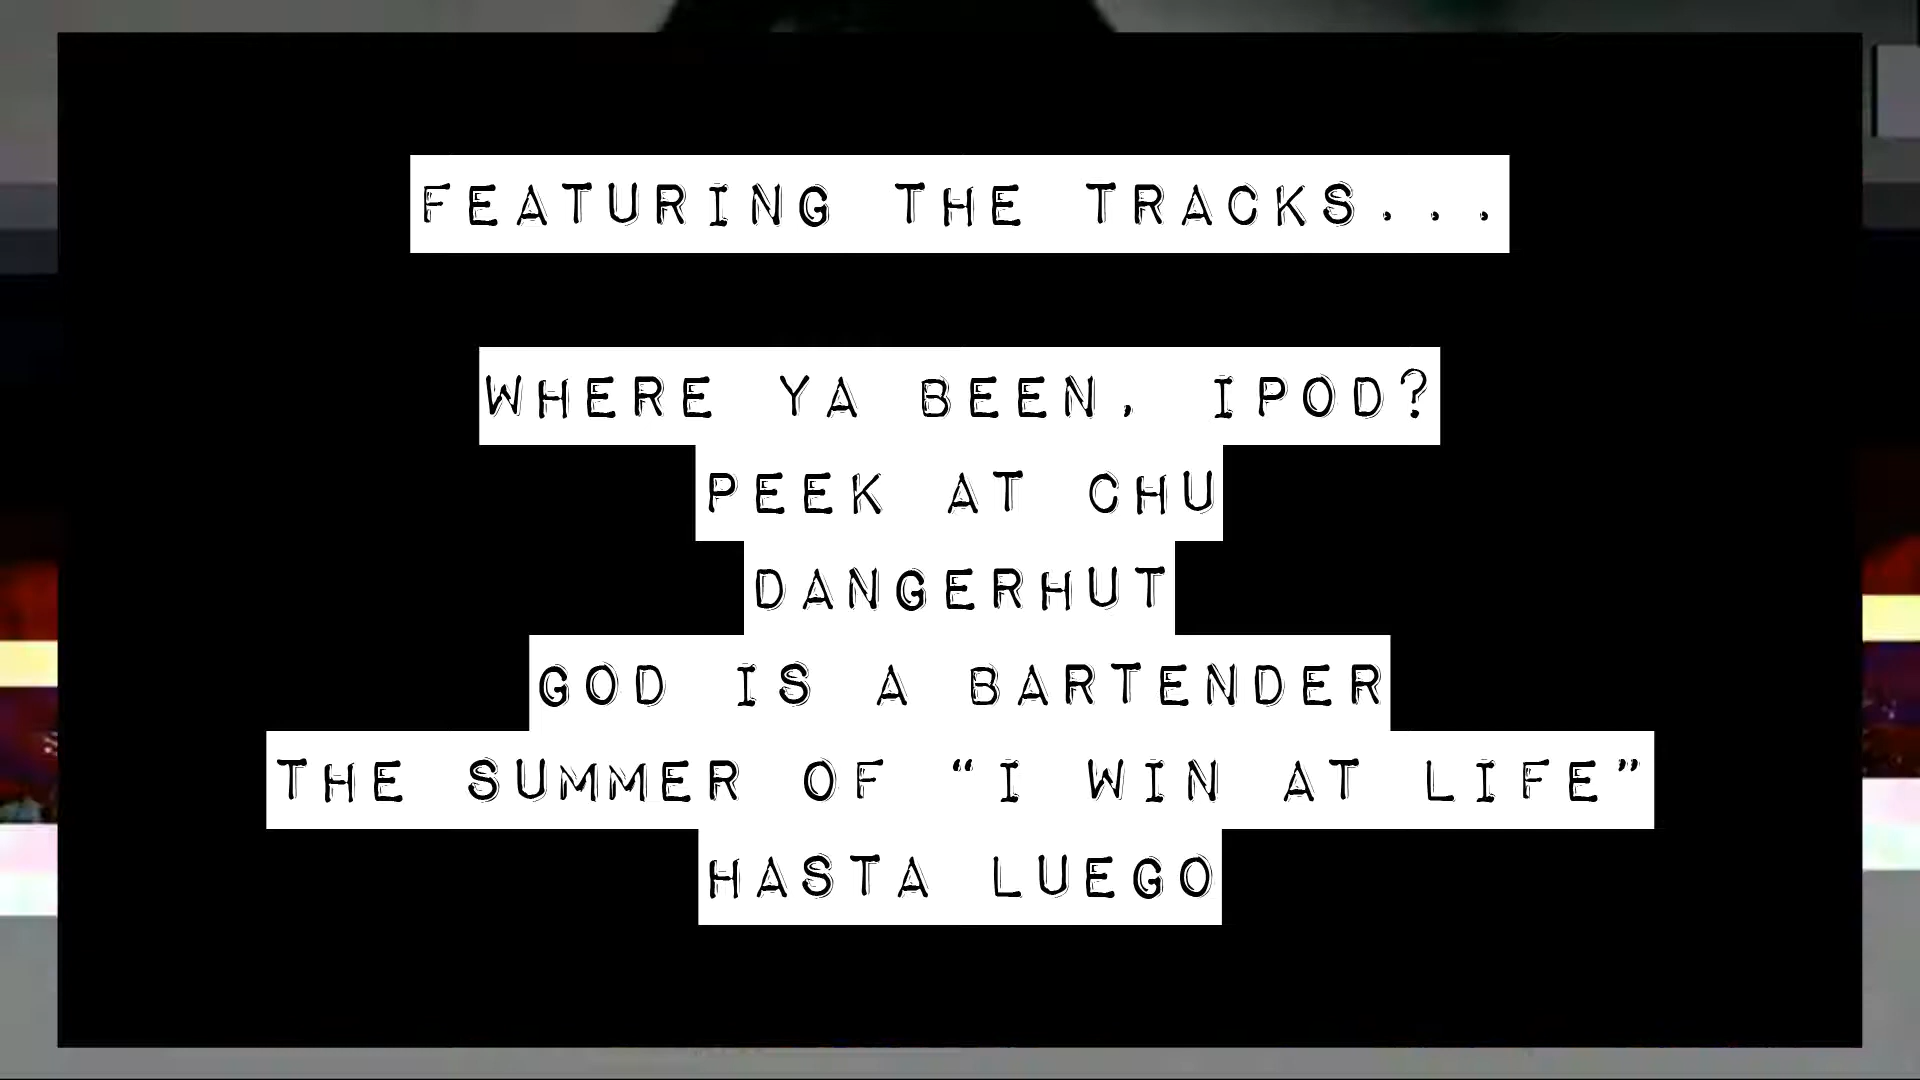 FEATURING THE TRACKS...
WHERE YA BEEN, IPOD?
PEEK AT CHU
DANGERHUT
GOD IS A BARTENDER
THE SUMMER OF “I WIN AT LIFE”
HASTA LUEGO